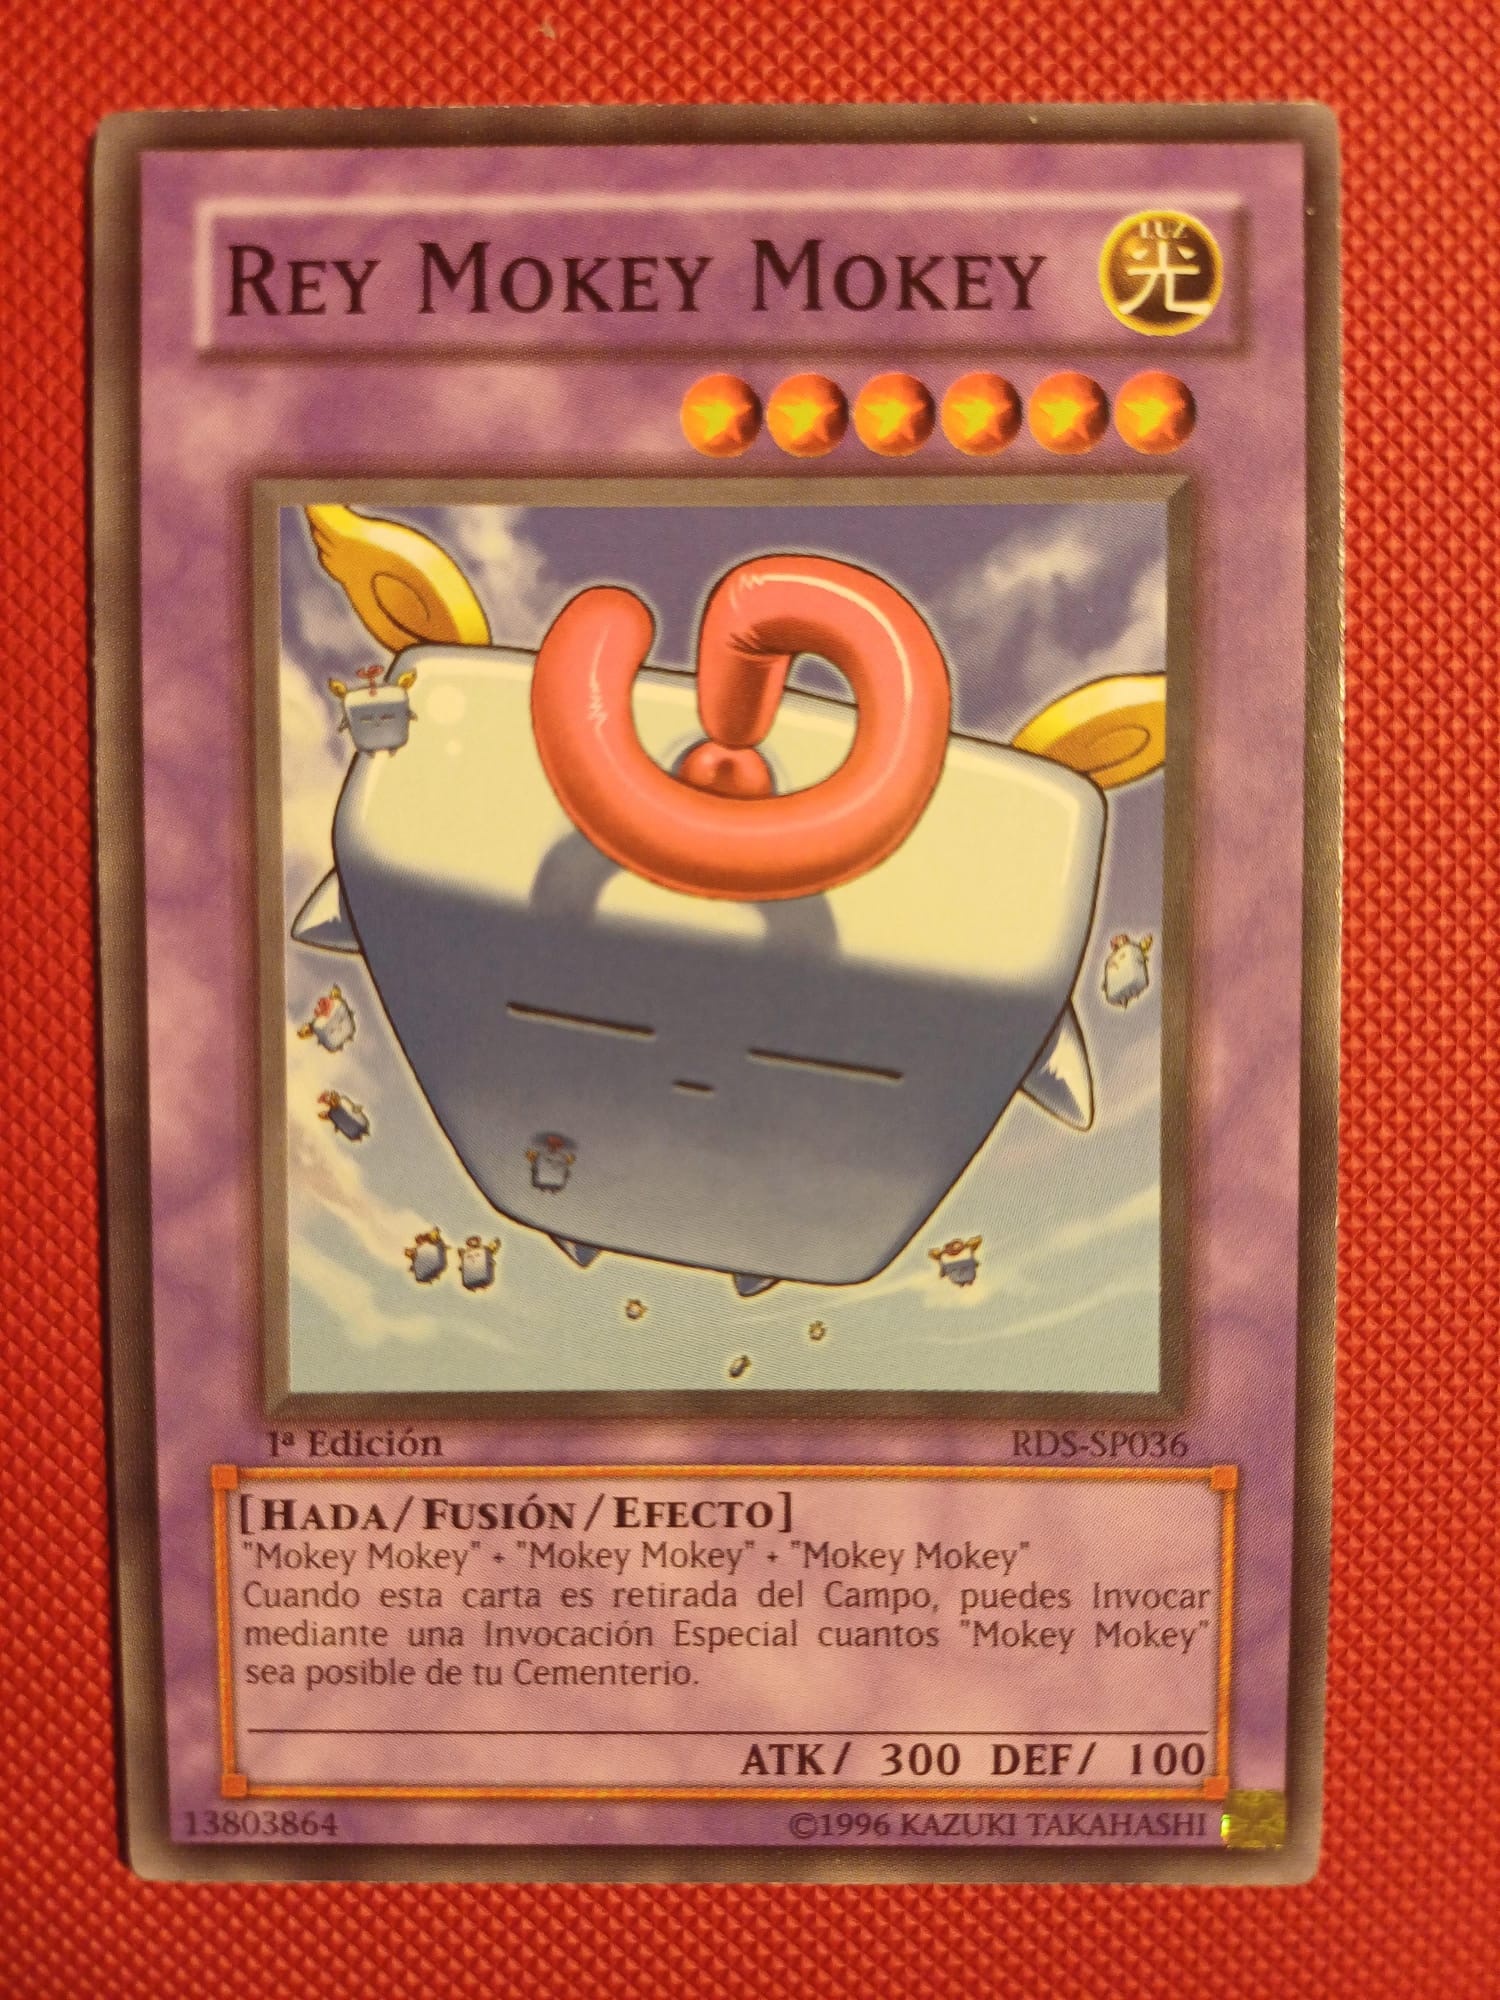 REY MOKEY MOKEY
LUZ
光
1ª Edición
RDS-SP036
[HADA/FUSIÓN/EFECTO]
"Mokey Mokey" + "Mokey Mokey" + "Mokey Mokey"
Cuando esta carta es retirada del Campo, puedes Invocar
mediante una Invocación Especial cuantos "Mokey Mokey"
sea posible de tu Cementerio.
ATK/ 300 DEF/ 100
13803864
©1996 KAZUKI TAKAHASHI